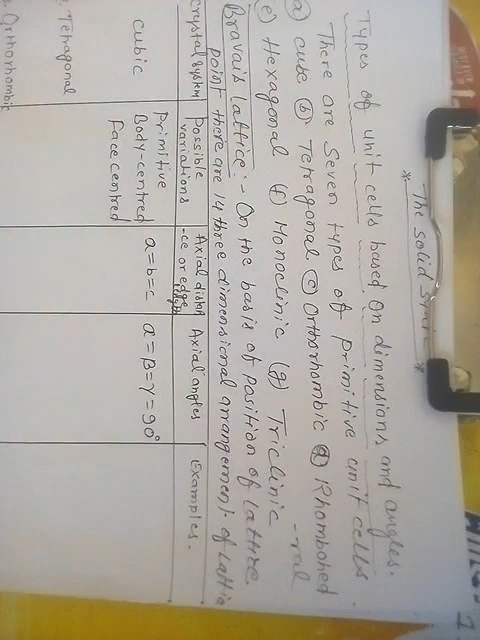 * The Solid State *
Types of unit cells based on dimensions and angles.
There are Seven types of primitive unit cells.
(a) cube (b) Tetragonal (c) Orthorhombic (d) Rhombohed
-ral
(e) Hexagonal (f) Monoclinic (g) Triclinic
Bravais lattice :- On the basis of position of lattice
point there are 14 three dimensional arrangement of latti
crystal system Possible variations Axial distan -ce or edge length Axial angles Examples.
cubic Primitive a=b=c α=β=γ=90°
Body-centred
Face centred
Tetragonal
Orthorhombic